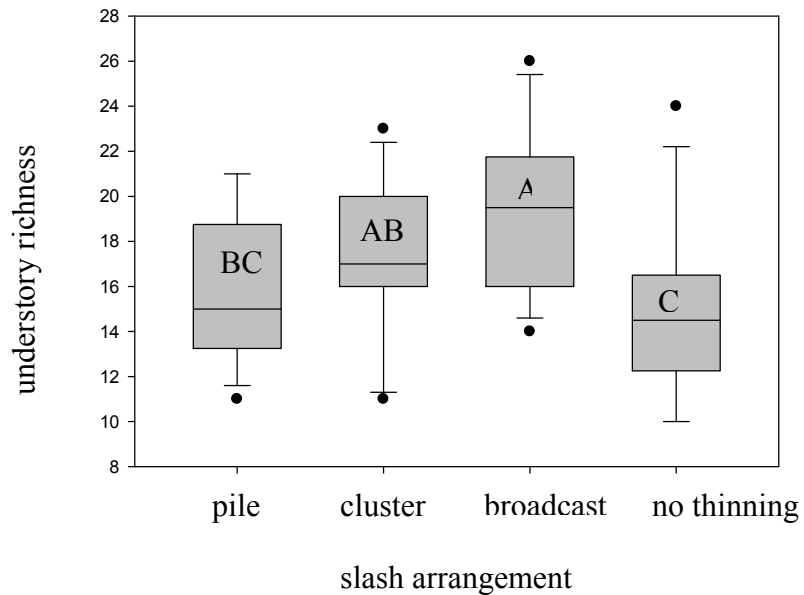 understory richness
28
26
24
22
20
18
16
14
12
10
8
BC
AB
A
C
pile cluster broadcast no thinning
slash arrangement